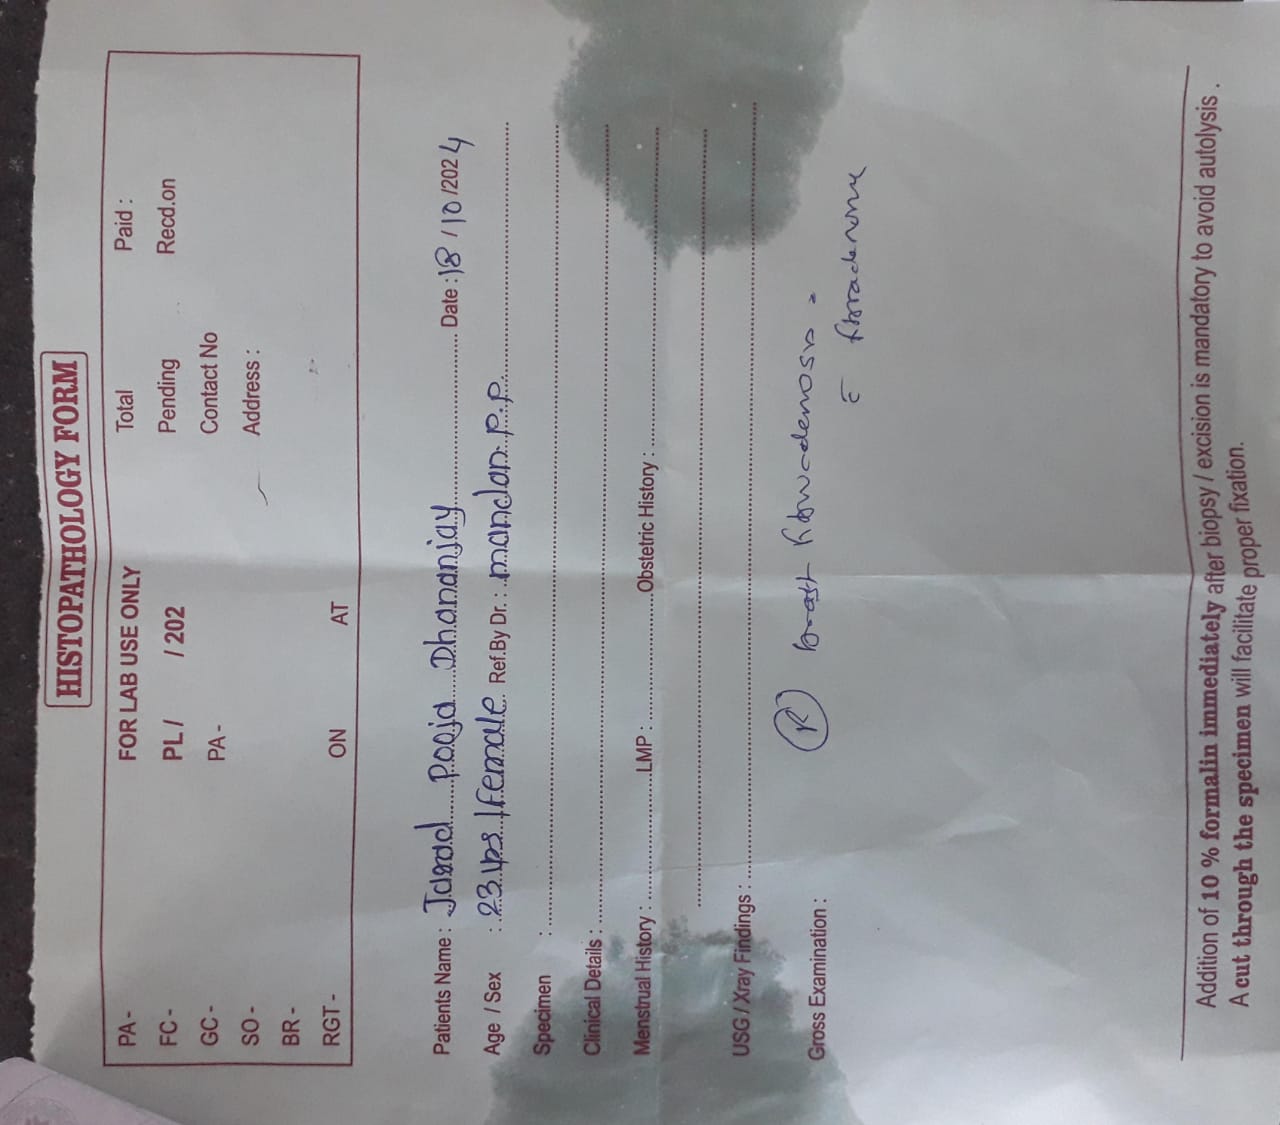 HISTOPATHOLOGY FORM
PA - FOR LAB USE ONLY Total Paid :
FC - PL / / 202 Pending Recd.on
GC - PA - Contact No
SO - Address :
BR -
RGT - ON AT
Patients Name : Pooja Dhananjay Date : 18/10/2024
Age / Sex : 23 yrs / Female Ref.By Dr. : mandan. p.p.
Specimen :
Clinical Details :
Menstrual History : LMP : Obstetric History :
USG / Xray Findings :
Gross Examination :
R breast
Addition of 10 % formalin immediately after biopsy / excision is mandatory to avoid autolysis .
A cut through the specimen will facilitate proper fixation.